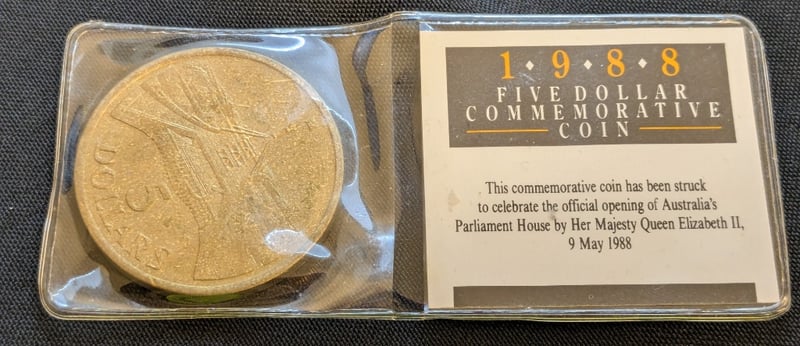 5
DOLLARS
1·9·8·8
FIVE DOLLAR
COMMEMORATIVE
COIN
This commemorative coin has been struck
to celebrate the official opening of Australia's
Parliament House by Her Majesty Queen Elizabeth II,
9 May 1988